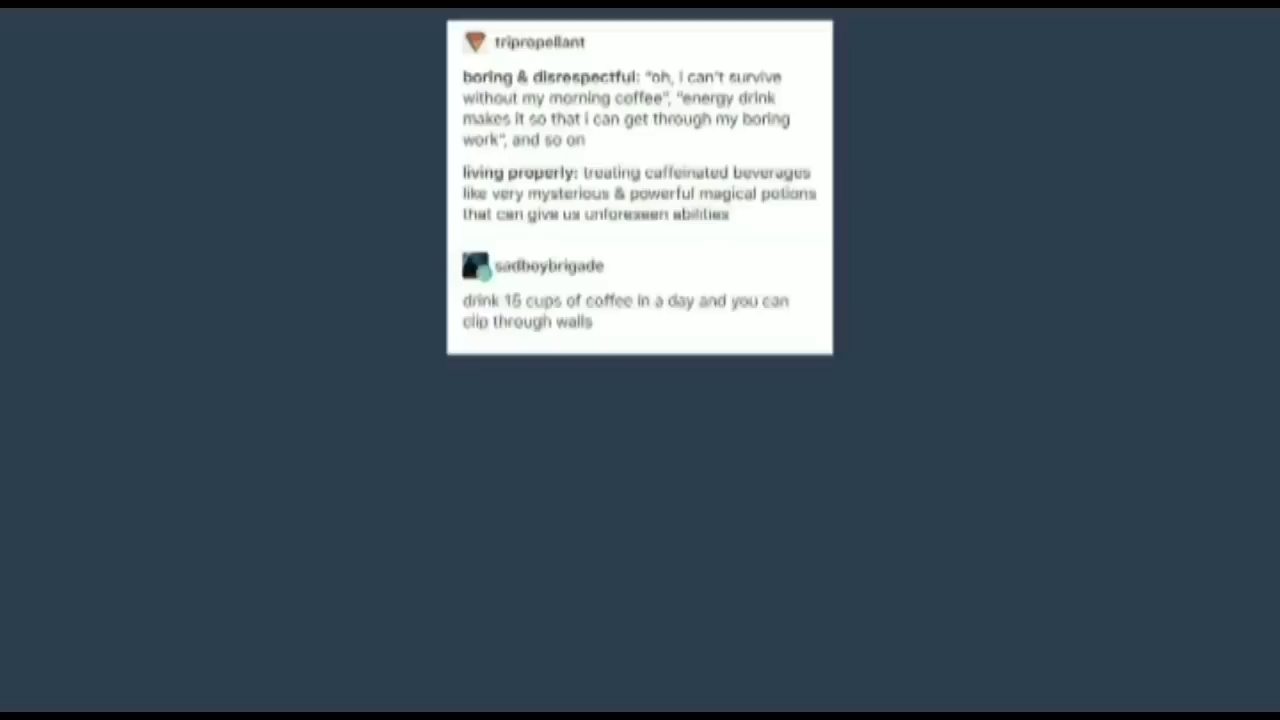 tripropellant
boring & disrespectful: "oh, i can't survive
without my morning coffee", "energy drink
makes it so that i can get through my boring
work", and so on
living properly: treating caffeinated beverages
like very mysterious & powerful magical potions
that can give us unforeseen abilities
sadboybrigade
drink 15 cups of coffee in a day and you can
clip through walls